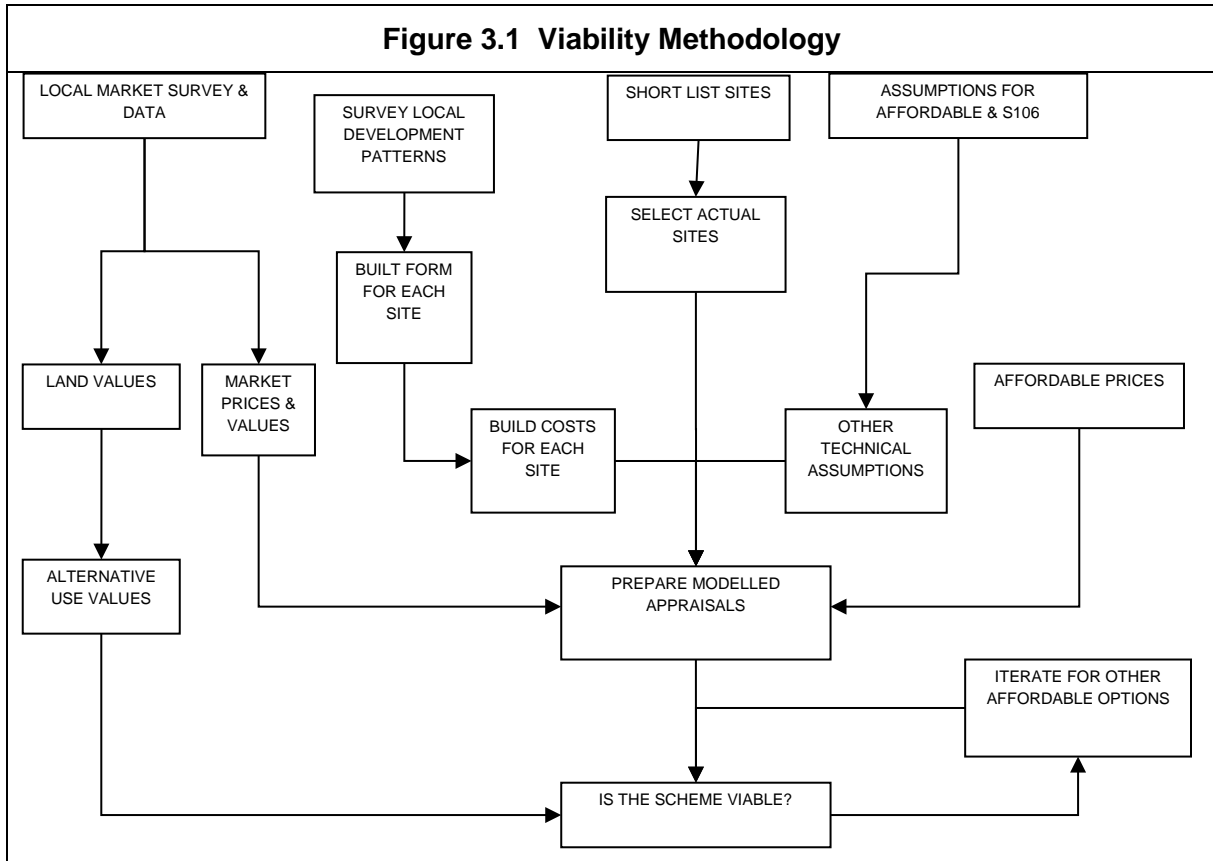 Figure 3.1 Viability Methodology
LOCAL MARKET SURVEY &
DATA
SURVEY LOCAL
DEVELOPMENT
PATTERNS
SHORT LIST SITES
ASSUMPTIONS FOR
AFFORDABLE & S106
SELECT ACTUAL
SITES
BUILT FORM
FOR EACH
SITE
LAND VALUES
MARKET
PRICES &
VALUES
AFFORDABLE PRICES
BUILD COSTS
FOR EACH
SITE
OTHER
TECHNICAL
ASSUMPTIONS
ALTERNATIVE
USE VALUES
PREPARE MODELLED
APPRAISALS
ITERATE FOR OTHER
AFFORDABLE OPTIONS
IS THE SCHEME VIABLE?